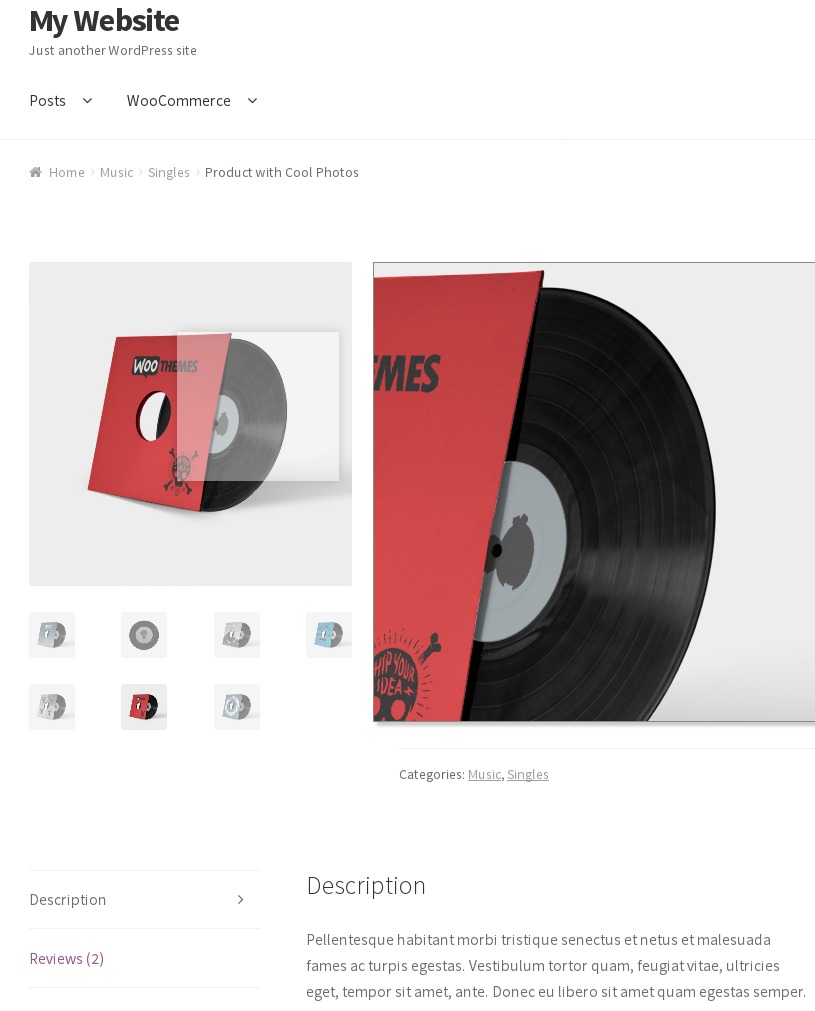 My Website
Just another WordPress site
Posts
WooCommerce
Home
Music
Singles
Product with Cool Photos
WOO THEMES
EMES
HIP YOUR
IDEA
Categories: Music, Singles
Description
Reviews (2)
Description
Pellentesque habitant morbi tristique senectus et netus et malesuada
fames ac turpis egestas. Vestibulum tortor quam, feugiat vitae, ultricies
eget, tempor sit amet, ante. Donec eu libero sit amet quam egestas semper.